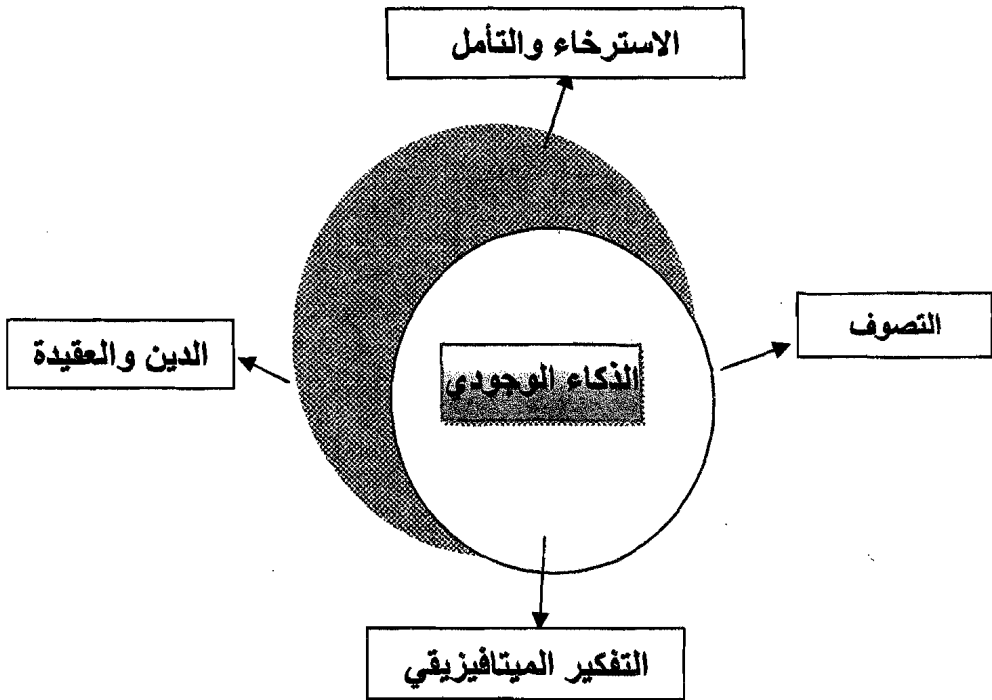 الاسترخاء والتأمل
التصوف
الدين والعقيدة
الذكاء الوجودي
التفكير الميتافيزيقي